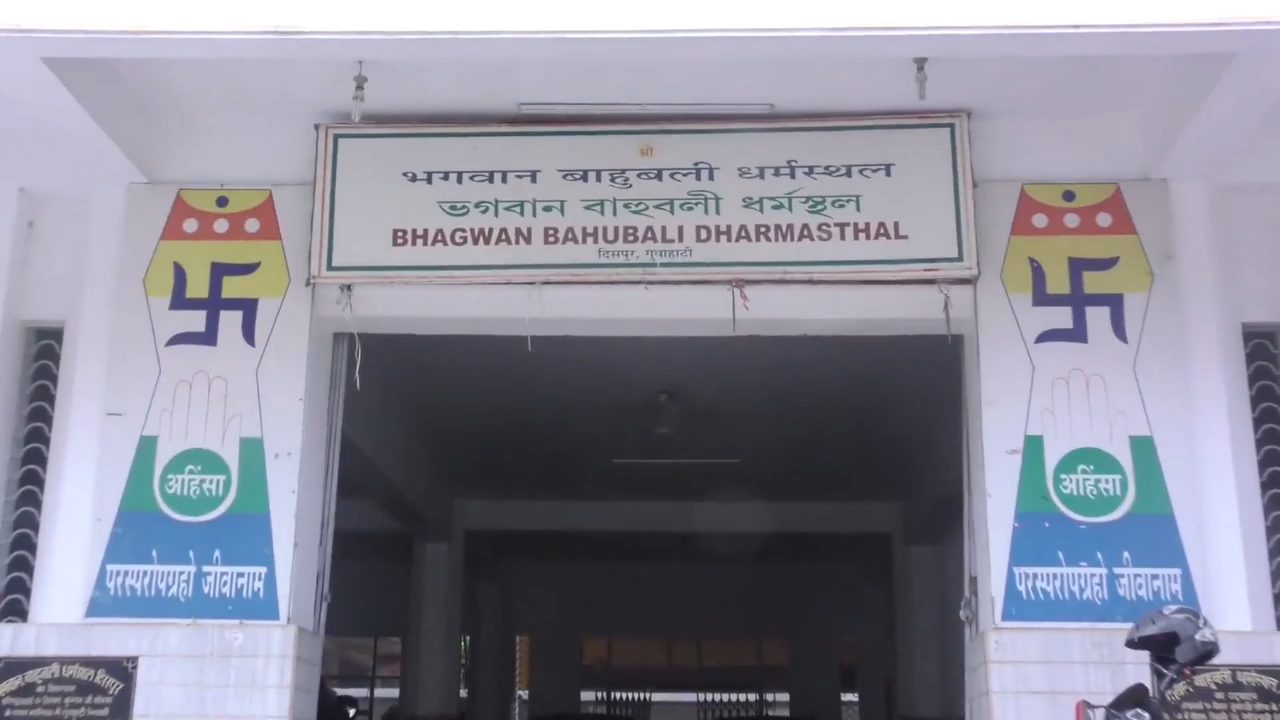 श्री
भगवान बाहुबली धर्मस्थल
ভগবান বাহুবলী ধৰ্মস্থল
BHAGWAN BAHUBALI DHARMASTHAL
दिसपुर, गुवाहाटी
अहिंसा
परस्परोपग्रहो जीवानाम
अहिंसा
परस्परोपग्रहो जीवानाम